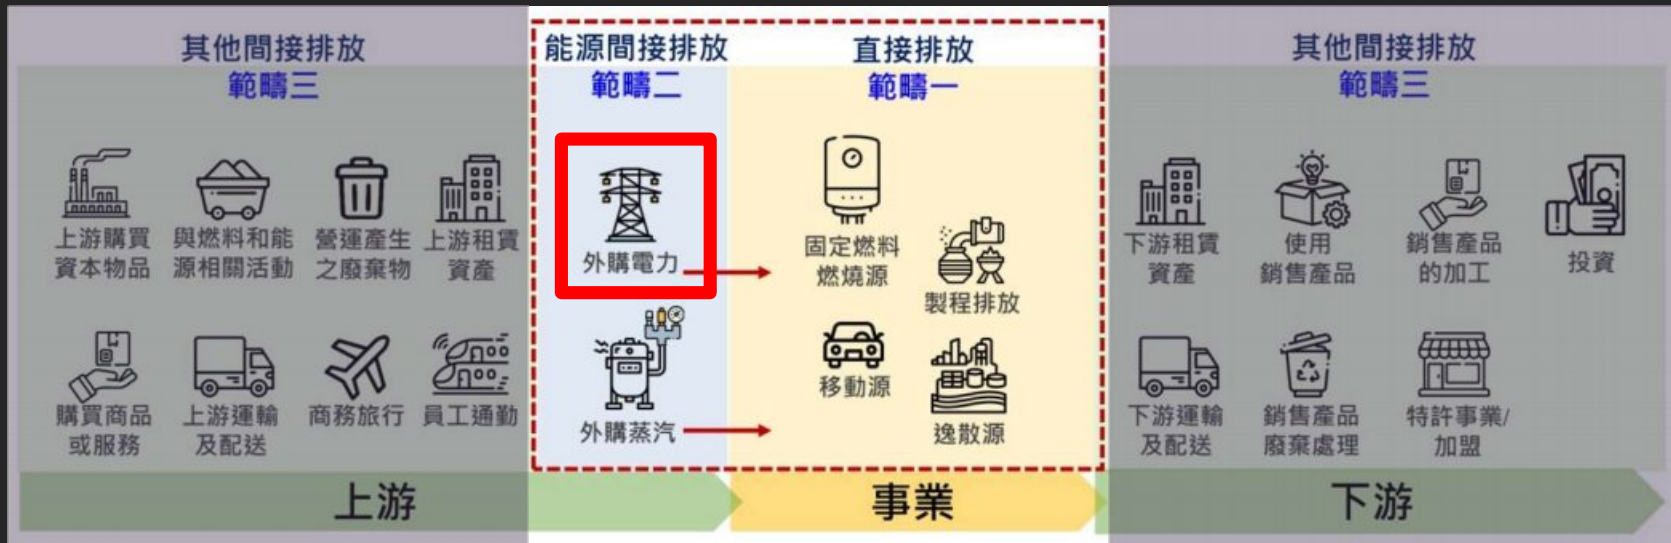 其他間接排放
範疇三
上游購買
資本物品
與燃料和能
源相關活動
營運產生
之廢棄物
上游租賃
資產
購買商品
或服務
上游運輸
及配送
商務旅行
員工通勤
能源間接排放
範疇二
外購電力
外購蒸汽
直接排放
範疇一
固定燃料
燃燒源
製程排放
移動源
逸散源
其他間接排放
範疇三
下游租賃
資產
使用
銷售產品
銷售產品
的加工
投資
下游運輸
及配送
銷售產品
廢棄處理
特許事業/
加盟
上游
事業
下游